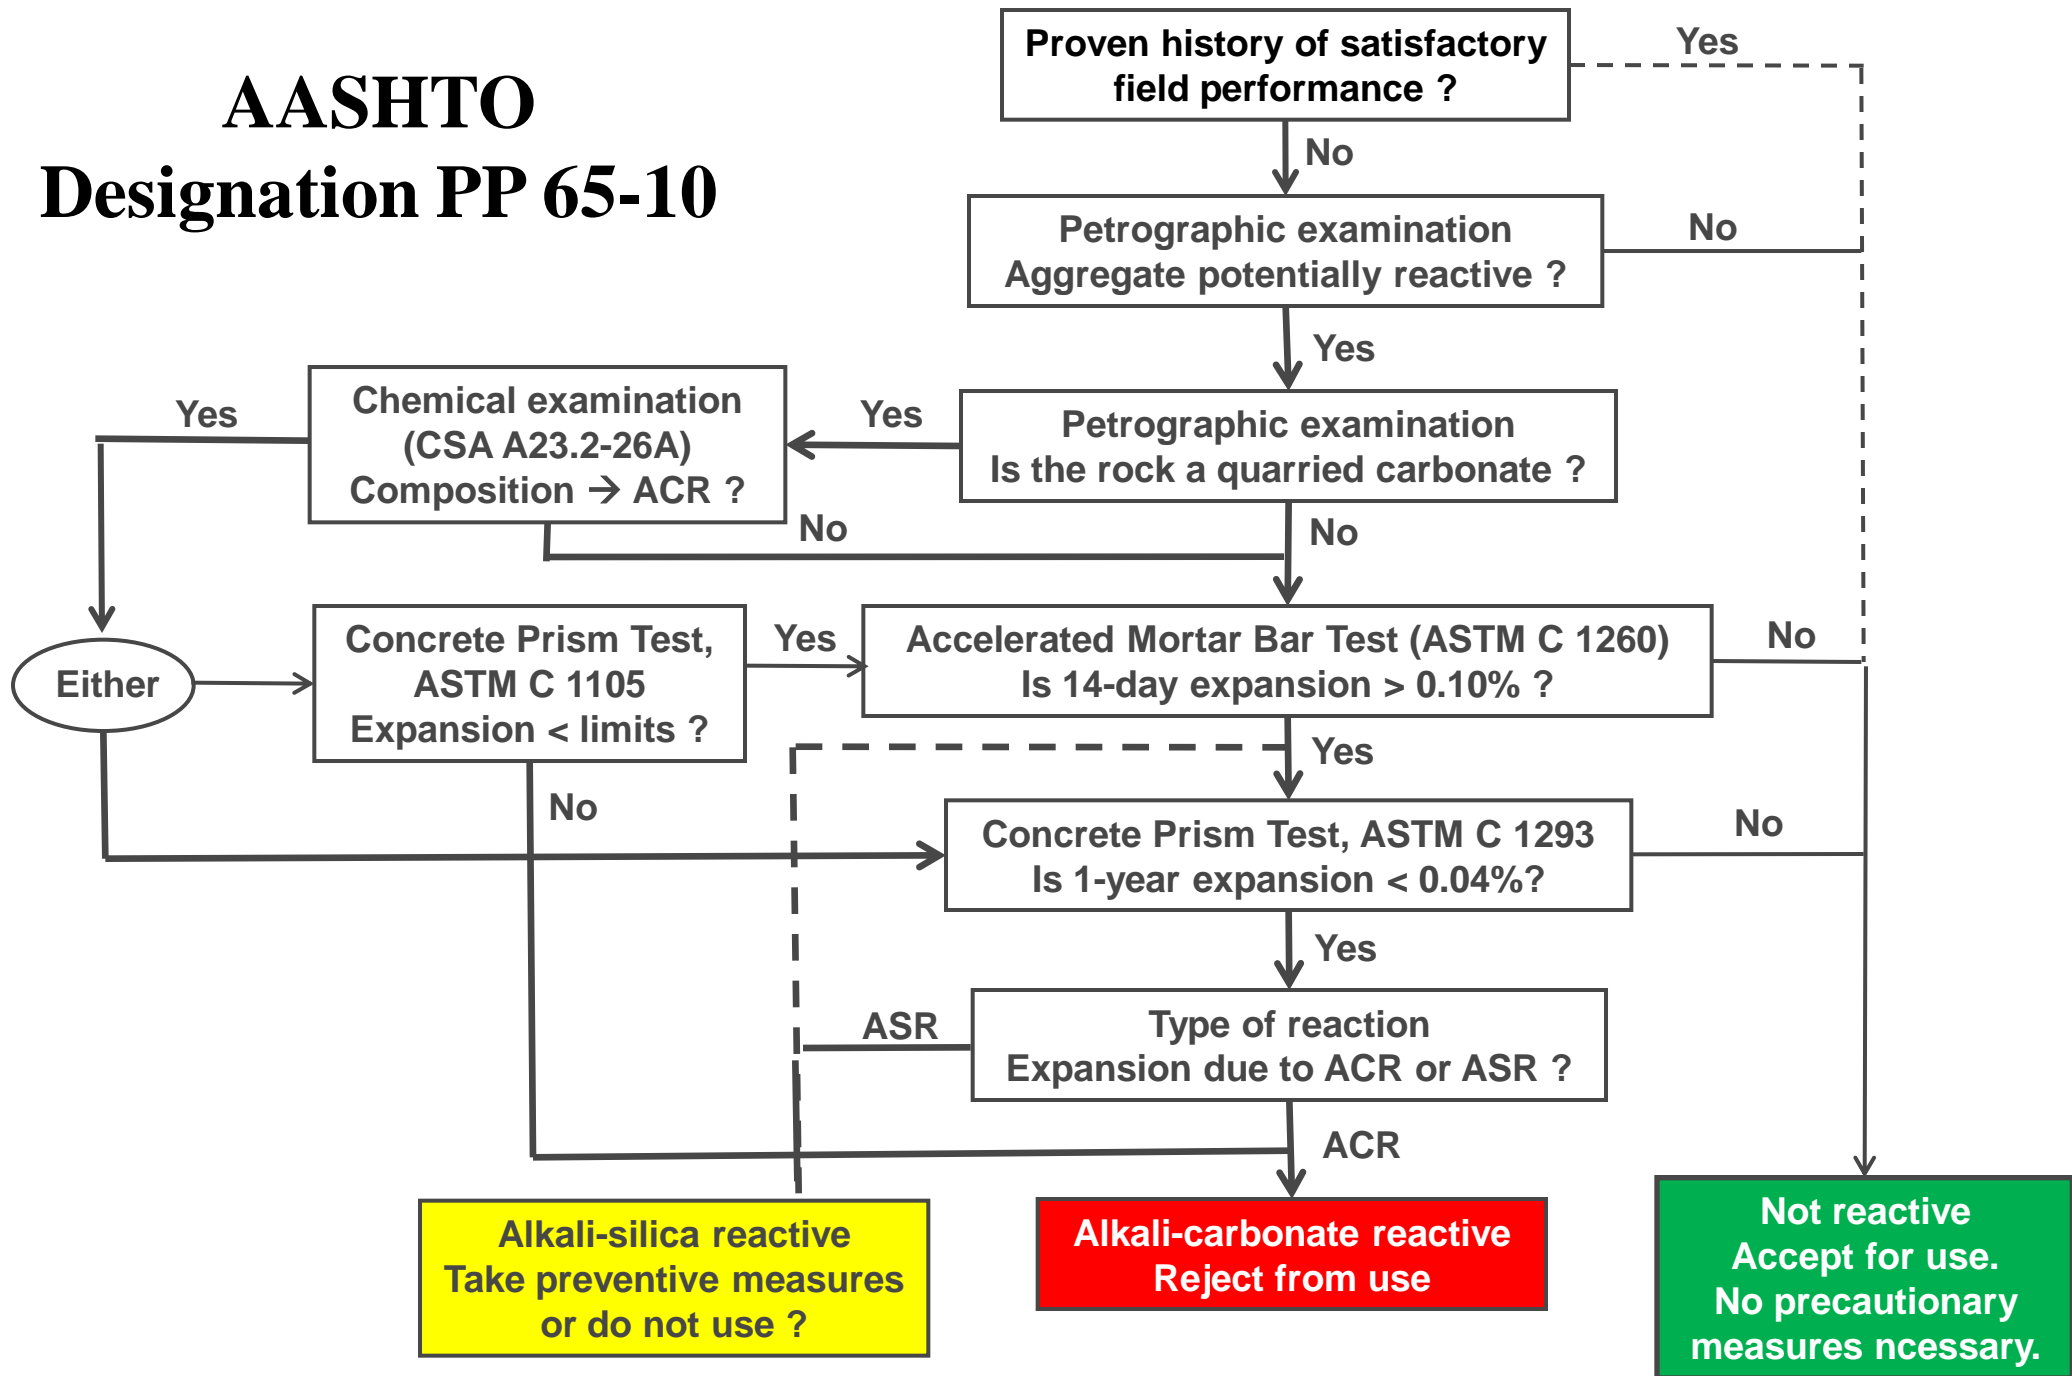 AASHTO
Designation PP 65-10
Proven history of satisfactory
field performance ?
Yes
No
Petrographic examination
Aggregate potentially reactive ?
No
Yes
Petrographic examination
Is the rock a quarried carbonate ?
Yes
No
Chemical examination
(CSA A23.2-26A)
Composition → ACR ?
Yes
No
Either
Concrete Prism Test,
ASTM C 1105
Expansion < limits ?
Yes
No
Accelerated Mortar Bar Test (ASTM C 1260)
Is 14-day expansion > 0.10% ?
No
Yes
Concrete Prism Test, ASTM C 1293
Is 1-year expansion < 0.04%?
No
Yes
Type of reaction
Expansion due to ACR or ASR ?
ASR
ACR
Alkali-silica reactive
Take preventive measures
or do not use ?
Alkali-carbonate reactive
Reject from use
Not reactive
Accept for use.
No precautionary
measures ncessary.